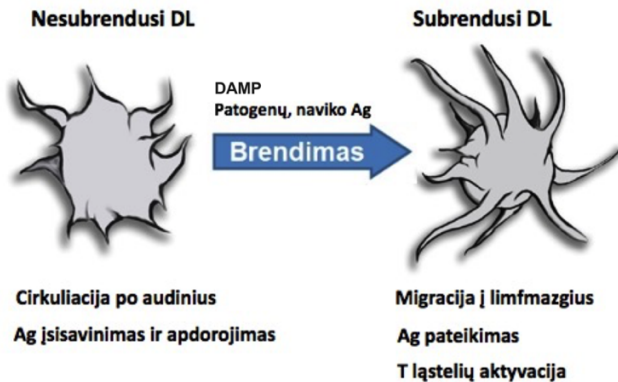 Nesubrendusi DL
Subrendusi DL
DAMP
Patogenų, naviko Ag
Brendimas
Cirkuliacija po audinius
Ag įsisavinimas ir apdorojimas
Migracija į limfmazgius
Ag pateikimas
T ląstelių aktyvacija